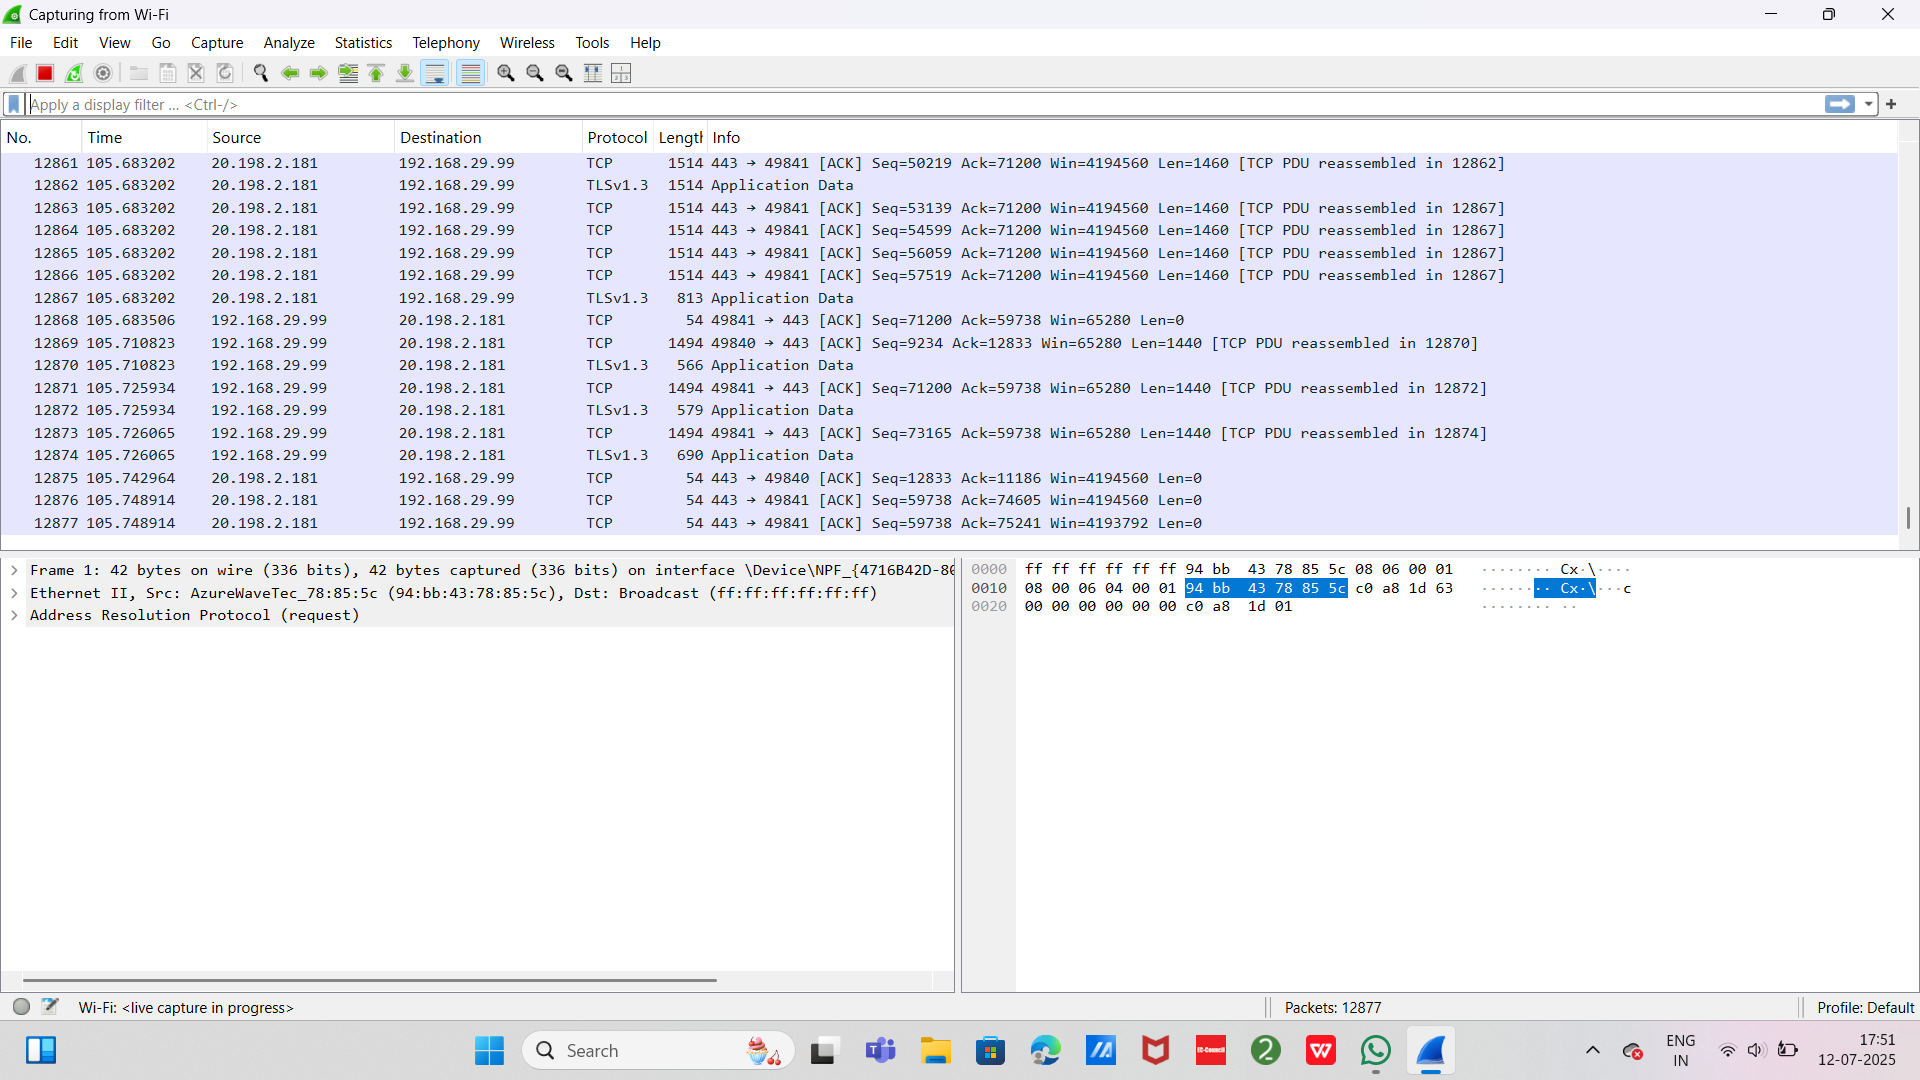 Capturing from Wi-Fi
File Edit View Go Capture Analyze Statistics Telephony Wireless Tools Help
Apply a display filter ... <Ctrl-/>
No. Time Source Destination Protocol Length Info
12861 105.683202 20.198.2.181 192.168.29.99 TCP 1514 443 → 49841 [ACK] Seq=50219 Ack=71200 Win=4194560 Len=1460 [TCP PDU reassembled in 12862]
12862 105.683202 20.198.2.181 192.168.29.99 TLSv1.3 1514 Application Data
12863 105.683202 20.198.2.181 192.168.29.99 TCP 1514 443 → 49841 [ACK] Seq=53139 Ack=71200 Win=4194560 Len=1460 [TCP PDU reassembled in 12867]
12864 105.683202 20.198.2.181 192.168.29.99 TCP 1514 443 → 49841 [ACK] Seq=54599 Ack=71200 Win=4194560 Len=1460 [TCP PDU reassembled in 12867]
12865 105.683202 20.198.2.181 192.168.29.99 TCP 1514 443 → 49841 [ACK] Seq=56059 Ack=71200 Win=4194560 Len=1460 [TCP PDU reassembled in 12867]
12866 105.683202 20.198.2.181 192.168.29.99 TCP 1514 443 → 49841 [ACK] Seq=57519 Ack=71200 Win=4194560 Len=1460 [TCP PDU reassembled in 12867]
12867 105.683202 20.198.2.181 192.168.29.99 TLSv1.3 813 Application Data
12868 105.683506 192.168.29.99 20.198.2.181 TCP 54 49841 → 443 [ACK] Seq=71200 Ack=59738 Win=65280 Len=0
12869 105.710823 192.168.29.99 20.198.2.181 TCP 1494 49840 → 443 [ACK] Seq=9234 Ack=12833 Win=65280 Len=1440 [TCP PDU reassembled in 12870]
12870 105.710823 192.168.29.99 20.198.2.181 TLSv1.3 566 Application Data
12871 105.725934 192.168.29.99 20.198.2.181 TCP 1494 49841 → 443 [ACK] Seq=71200 Ack=59738 Win=65280 Len=1440 [TCP PDU reassembled in 12872]
12872 105.725934 192.168.29.99 20.198.2.181 TLSv1.3 579 Application Data
12873 105.726065 192.168.29.99 20.198.2.181 TCP 1494 49841 → 443 [ACK] Seq=73165 Ack=59738 Win=65280 Len=1440 [TCP PDU reassembled in 12874]
12874 105.726065 192.168.29.99 20.198.2.181 TLSv1.3 690 Application Data
12875 105.742964 20.198.2.181 192.168.29.99 TCP 54 443 → 49840 [ACK] Seq=12833 Ack=11186 Win=4194560 Len=0
12876 105.748914 20.198.2.181 192.168.29.99 TCP 54 443 → 49841 [ACK] Seq=59738 Ack=74605 Win=4194560 Len=0
12877 105.748914 20.198.2.181 192.168.29.99 TCP 54 443 → 49841 [ACK] Seq=59738 Ack=75241 Win=4193792 Len=0
Frame 1: 42 bytes on wire (336 bits), 42 bytes captured (336 bits) on interface \Device\NPF_{4716B42D-80
Ethernet II, Src: AzureWaveTec_78:85:5c (94:bb:43:78:85:5c), Dst: Broadcast (ff:ff:ff:ff:ff:ff)
Address Resolution Protocol (request)
0000 ff ff ff ff ff ff 94 bb 43 78 85 5c 08 06 00 01 ········ Cx·\····
0010 08 00 06 04 00 01 94 bb 43 78 85 5c c0 a8 1d 63 ········ Cx·\···c
0020 00 00 00 00 00 00 c0 a8 1d 01 ········ ··
Wi-Fi: <live capture in progress>
Packets: 12877
Profile: Default
Search
EC-Council
ENG
IN
17:51
12-07-2025